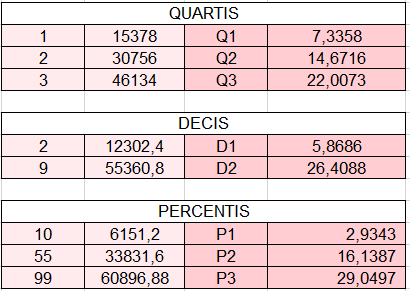 QUARTIS
1 15378 Q1 7,3358
2 30756 Q2 14,6716
3 46134 Q3 22,0073
DECIS
2 12302,4 D1 5,8686
9 55360,8 D2 26,4088
PERCENTIS
10 6151,2 P1 2,9343
55 33831,6 P2 16,1387
99 60896,88 P3 29,0497